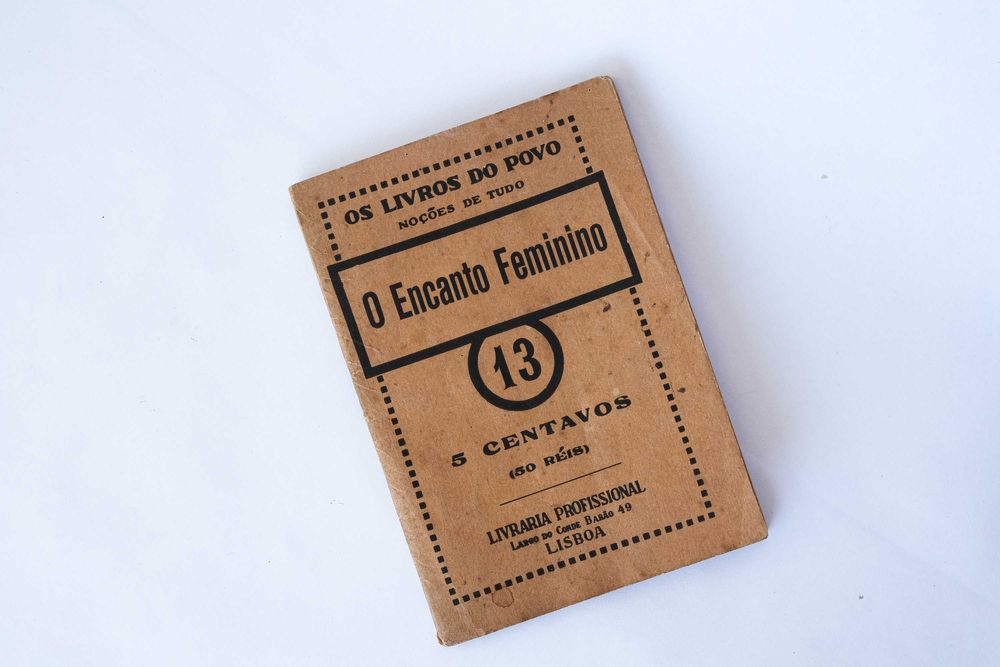 OS LIVROS DO POVO
NOÇÕES DE TUDO
O Encanto Feminino
13
5 CENTAVOS
(50 RÉIS)
LIVRARIA PROFISSIONAL
LARGO DO CONDE BARÃO 49
LISBOA